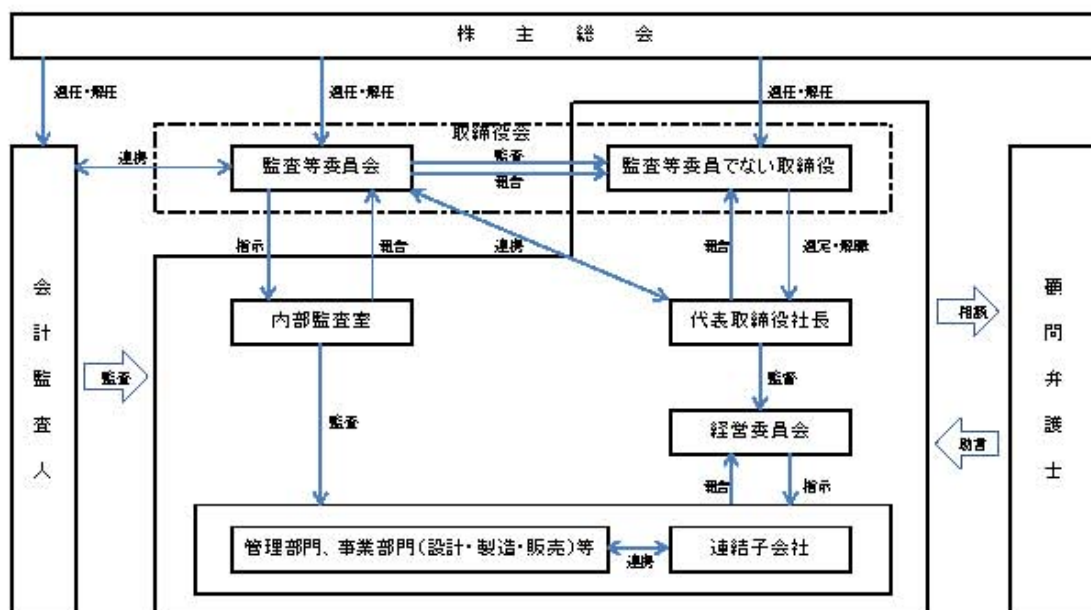 株主総会
選任・解任
選任・解任
選任・解任
取締役会
連携
監査等委員会
監査
報告
監査等委員でない取締役
指示
報告
連携
報告
選定・解職
会計監査人
内部監査室
代表取締役社長
相談
顧問弁護士
監査
監督
監査
経営委員会
助言
報告
指示
管理部門、事業部門(設計・製造・販売)等
連携
連結子会社